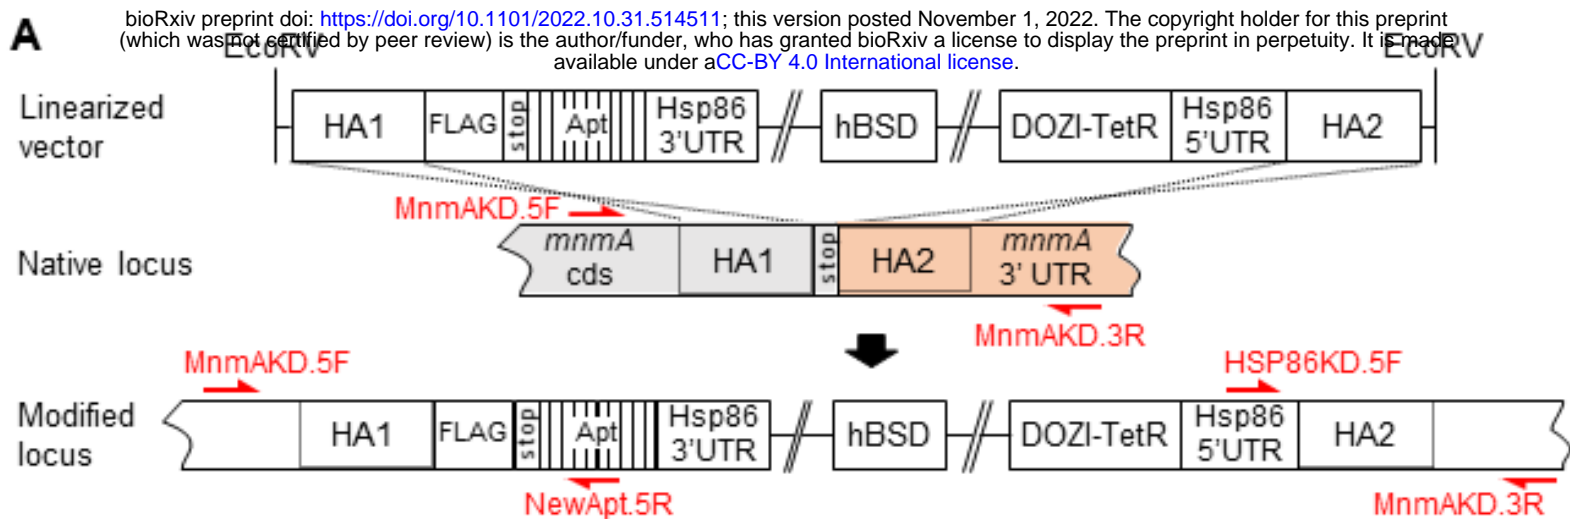 bioRxiv preprint doi: https://doi.org/10.1101/2022.10.31.514511; this version posted November 1, 2022. The copyright holder for this preprint
(which was not certified by peer review) is the author/funder, who has granted bioRxiv a license to display the preprint in perpetuity. It is made
available under aCC-BY 4.0 International license.
A
EcoRV EcoRV
Linearized
vector
HA1 FLAG stop Apt Hsp86
3'UTR hBSD DOZI-TetR Hsp86
5'UTR HA2
MnmAKD.5F
Native locus
mnmA
cds HA1 stop HA2 mnmA
3' UTR
MnmAKD.3R
MnmAKD.5F HSP86KD.5F
Modified
locus
HA1 FLAG stop Apt Hsp86
3'UTR hBSD DOZI-TetR Hsp86
5'UTR HA2
NewApt.5R MnmAKD.3R